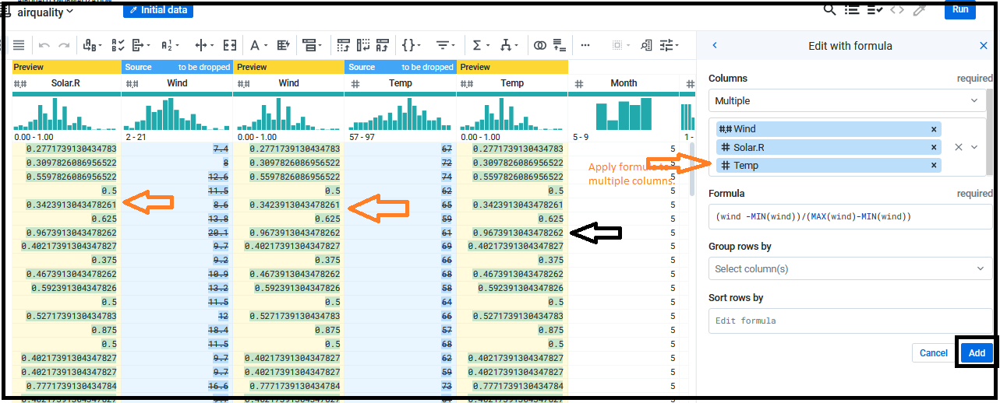 airquality
Initial data
Run
Edit with formula
Preview
Source to be dropped
Preview
Source to be dropped
Preview
#,# Solar.R
#,# Wind
#,# Wind
# Temp
#,# Temp
# Month
#
0.00 - 1.00
2 - 21
0.00 - 1.00
57 - 97
0.00 - 1.00
5 - 9
1 -
0.2771739130434783 7.4 0.2771739130434783 67 0.2771739130434783 5
0.3097826086956522 8 0.3097826086956522 72 0.3097826086956522 5
0.5597826086956522 12.6 0.5597826086956522 74 0.5597826086956522 5
0.5 11.5 0.5 62 0.5 5
0.3423913043478261 8.6 0.3423913043478261 65 0.3423913043478261 5
0.625 13.8 0.625 59 0.625 5
0.9673913043478262 20.1 0.9673913043478262 61 0.9673913043478262 5
0.40217391304347827 9.7 0.40217391304347827 69 0.40217391304347827 5
0.375 9.2 0.375 66 0.375 5
0.4673913043478262 10.9 0.4673913043478262 68 0.4673913043478262 5
0.592391304347826 13.2 0.592391304347826 58 0.592391304347826 5
0.5 11.5 0.5 64 0.5 5
0.5271739130434783 12 0.5271739130434783 66 0.5271739130434783 5
0.875 18.4 0.875 57 0.875 5
0.5 11.5 0.5 68 0.5 5
0.40217391304347827 9.7 0.40217391304347827 62 0.40217391304347827 5
0.40217391304347827 9.7 0.40217391304347827 59 0.40217391304347827 5
0.7771739130434784 16.6 0.7771739130434784 73 0.7771739130434784 5
Apply formula to
multiple columns.
Columns required
Multiple
#,# Wind ×
# Solar.R ×
# Temp ×
Formula required
(wind -MIN(wind))/(MAX(wind)-MIN(wind))
Group rows by
Select column(s)
Sort rows by
Edit formula
Cancel
Add